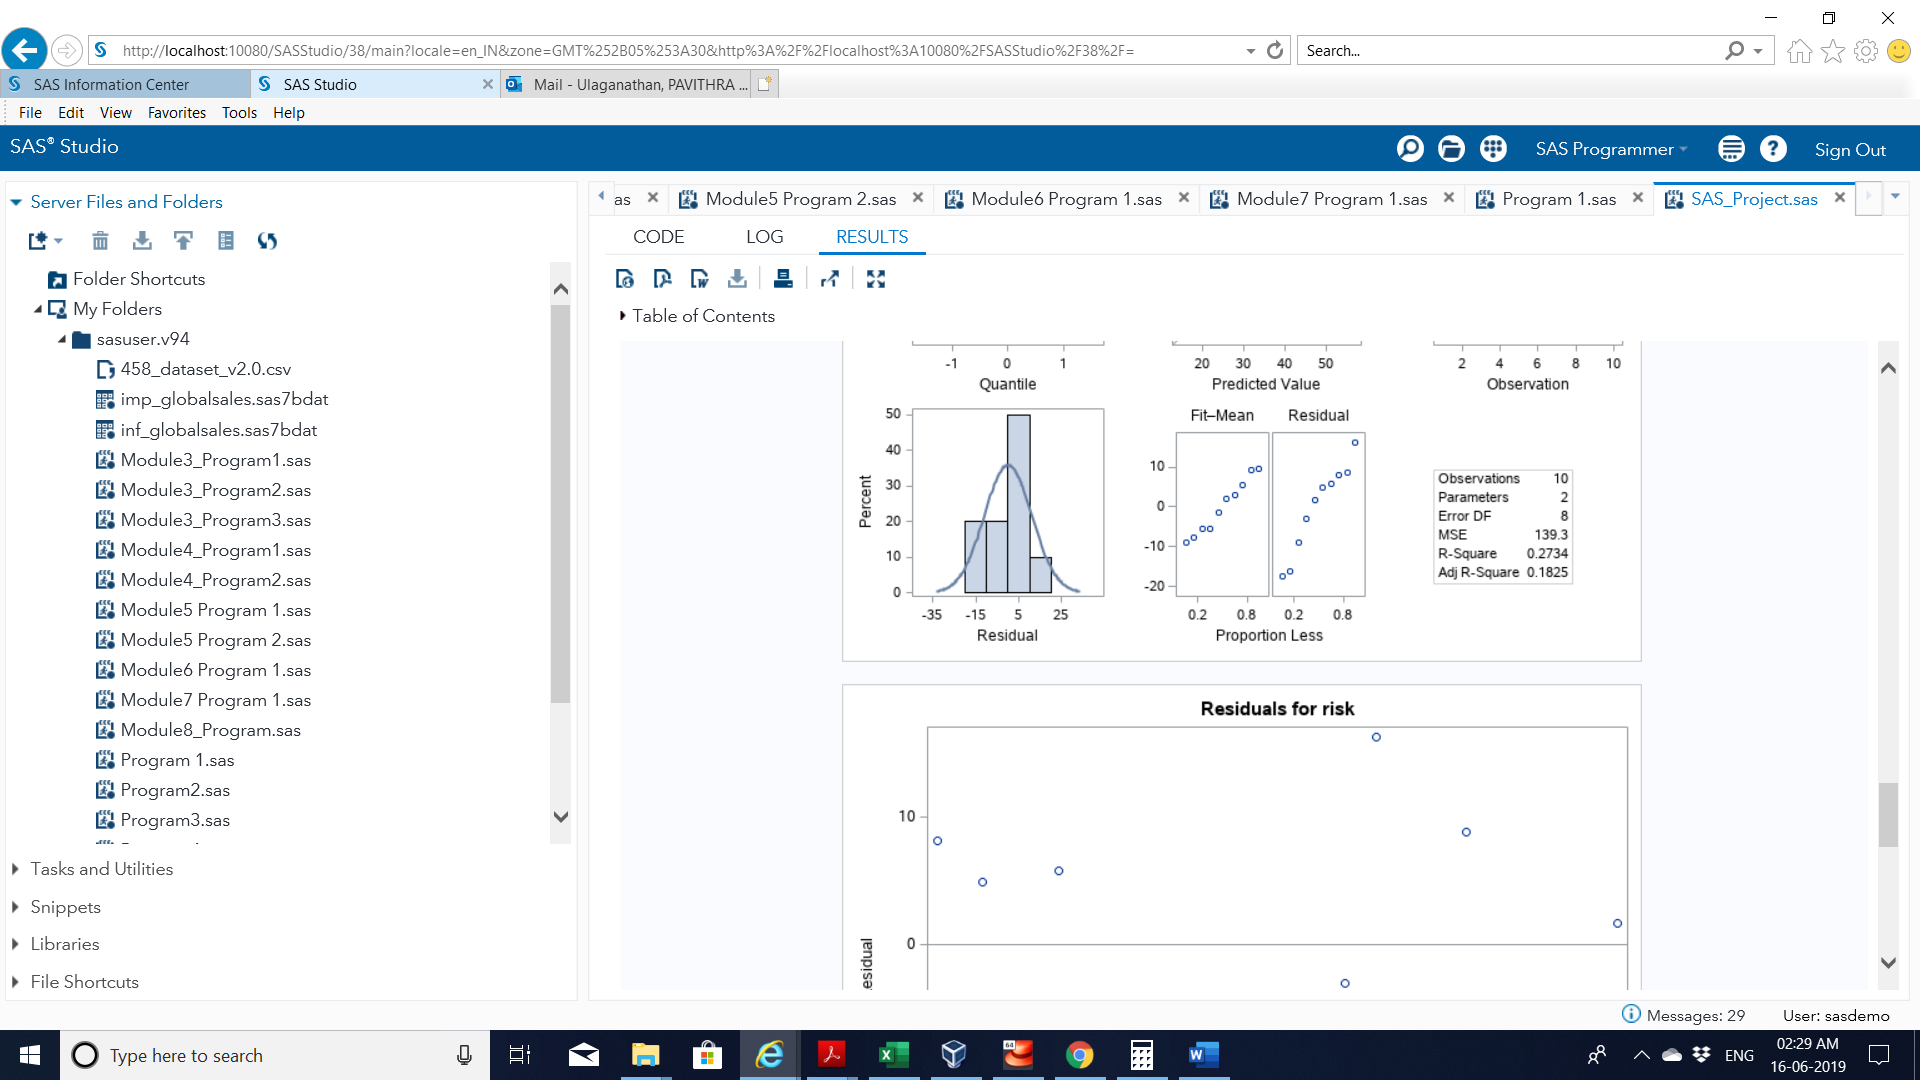 http://localhost:10080/SASStudio/38/main?locale=en_IN&zone=GMT%252B05%253A30&http%3A%2F%2Flocalhost%3A10080%2FSASStudio%2F38%2F=
Search...
SAS Information Center
SAS Studio
Mail - Ulaganathan, PAVITHRA ...
File Edit View Favorites Tools Help
SAS® Studio
SAS Programmer
Sign Out
Server Files and Folders
Folder Shortcuts
My Folders
sasuser.v94
458_dataset_v2.0.csv
imp_globalsales.sas7bdat
inf_globalsales.sas7bdat
Module3_Program1.sas
Module3_Program2.sas
Module3_Program3.sas
Module4_Program1.sas
Module4_Program2.sas
Module5 Program 1.sas
Module5 Program 2.sas
Module6 Program 1.sas
Module7 Program 1.sas
Module8_Program.sas
Program 1.sas
Program2.sas
Program3.sas
Tasks and Utilities
Snippets
Libraries
File Shortcuts
as
Module5 Program 2.sas
Module6 Program 1.sas
Module7 Program 1.sas
Program 1.sas
SAS_Project.sas
CODE LOG RESULTS
Table of Contents
-1 0 1
Quantile
20 30 40 50
Predicted Value
2 4 6 8 10
Observation
Percent
50
40
30
20
10
0
-35 -15 5 25
Residual
Fit–Mean Residual
10
0
-10
-20
0.2 0.8 0.2 0.8
Proportion Less
Observations 10
Parameters 2
Error DF 8
MSE 139.3
R-Square 0.2734
Adj R-Square 0.1825
Residuals for risk
10
0
esidual
Messages: 29
User: sasdemo
Type here to search
64
ENG
02:29 AM
16-06-2019